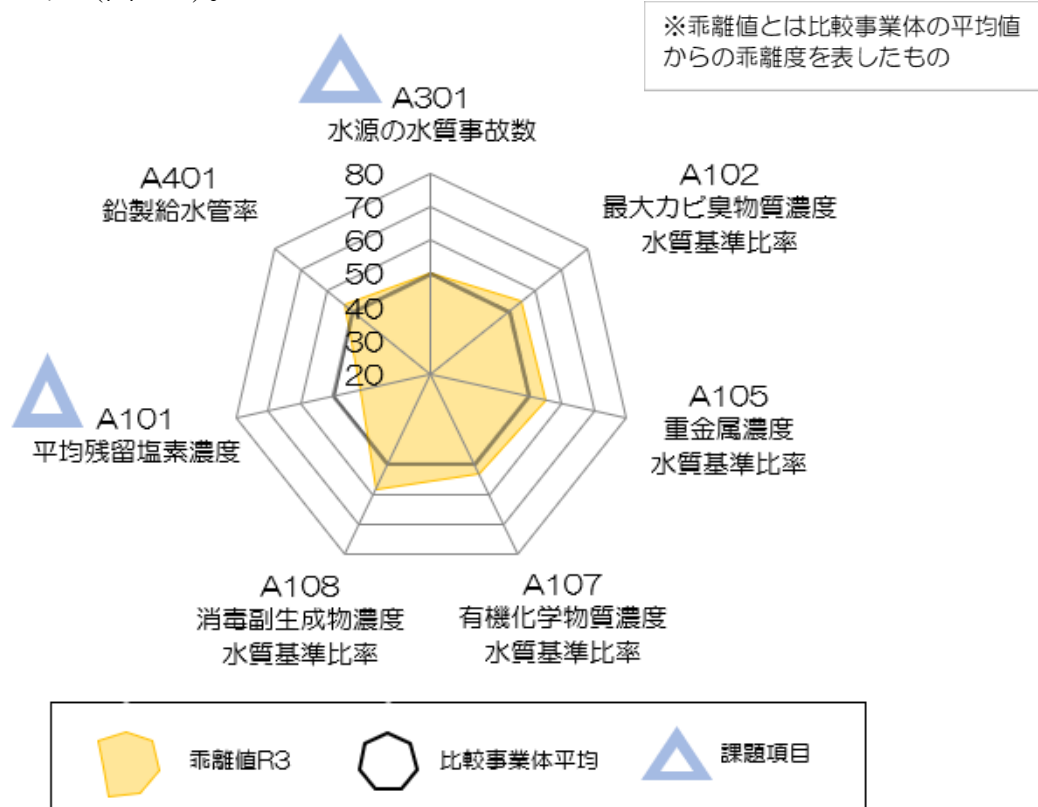 ※乖離値とは比較事業体の平均値
からの乖離度を表したもの
A301
水源の水質事故数
A401
鉛製給水管率
A102
最大カビ臭物質濃度
水質基準比率
80
70
60
50
40
30
20
A101
平均残留塩素濃度
A105
重金属濃度
水質基準比率
A108
消毒副生成物濃度
水質基準比率
A107
有機化学物質濃度
水質基準比率
乖離値R3
比較事業体平均
課題項目